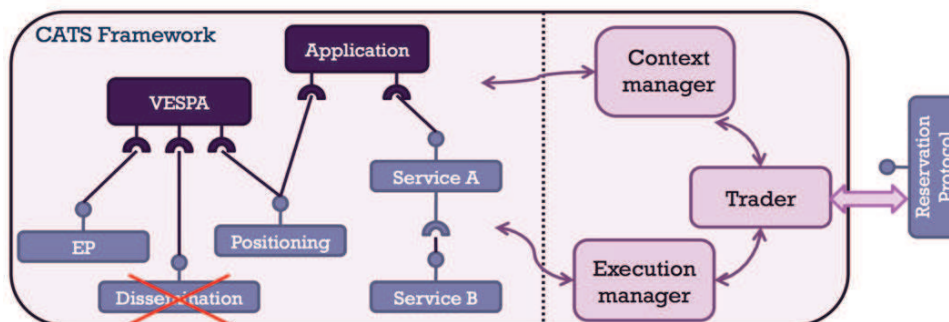 CATS Framework
Application
VESPA
EP
Dissemination
Positioning
Service A
Service B
Context
manager
Trader
Execution
manager
Reservation
Protocol